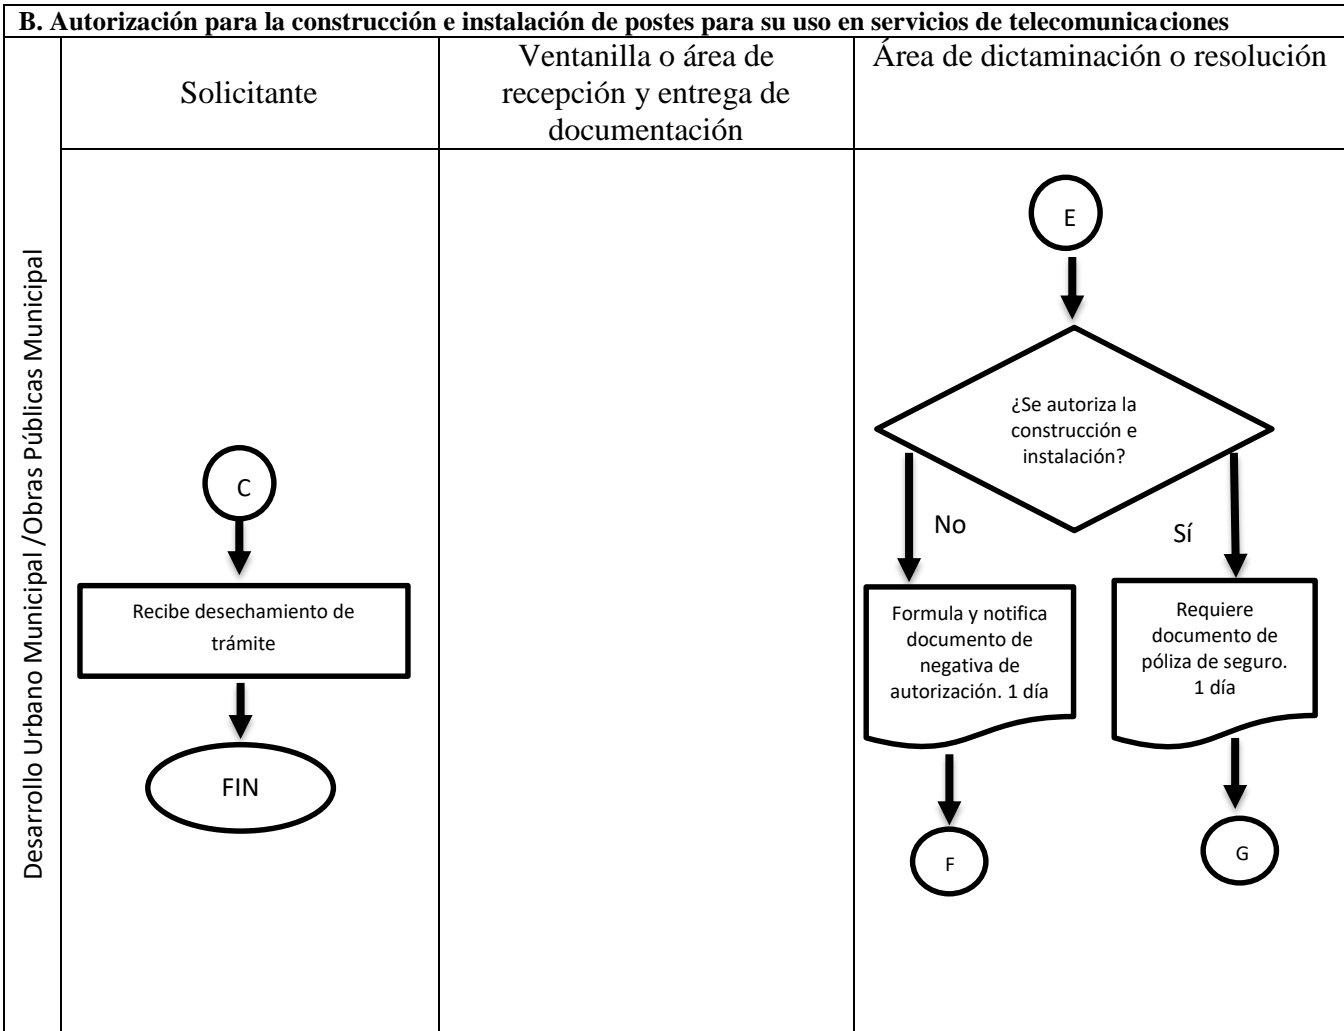 B. Autorización para la construcción e instalación de postes para su uso en servicios de telecomunicaciones
Desarrollo Urbano Municipal /Obras Públicas Municipal
Solicitante
Ventanilla o área de
recepción y entrega de
documentación
Área de dictaminación o resolución
C
Recibe desechamiento de
trámite
FIN
E
¿Se autoriza la
construcción e
instalación?
No
Sí
Formula y notifica
documento de
negativa de
autorización. 1 día
Requiere
documento de
póliza de seguro.
1 día
F
G